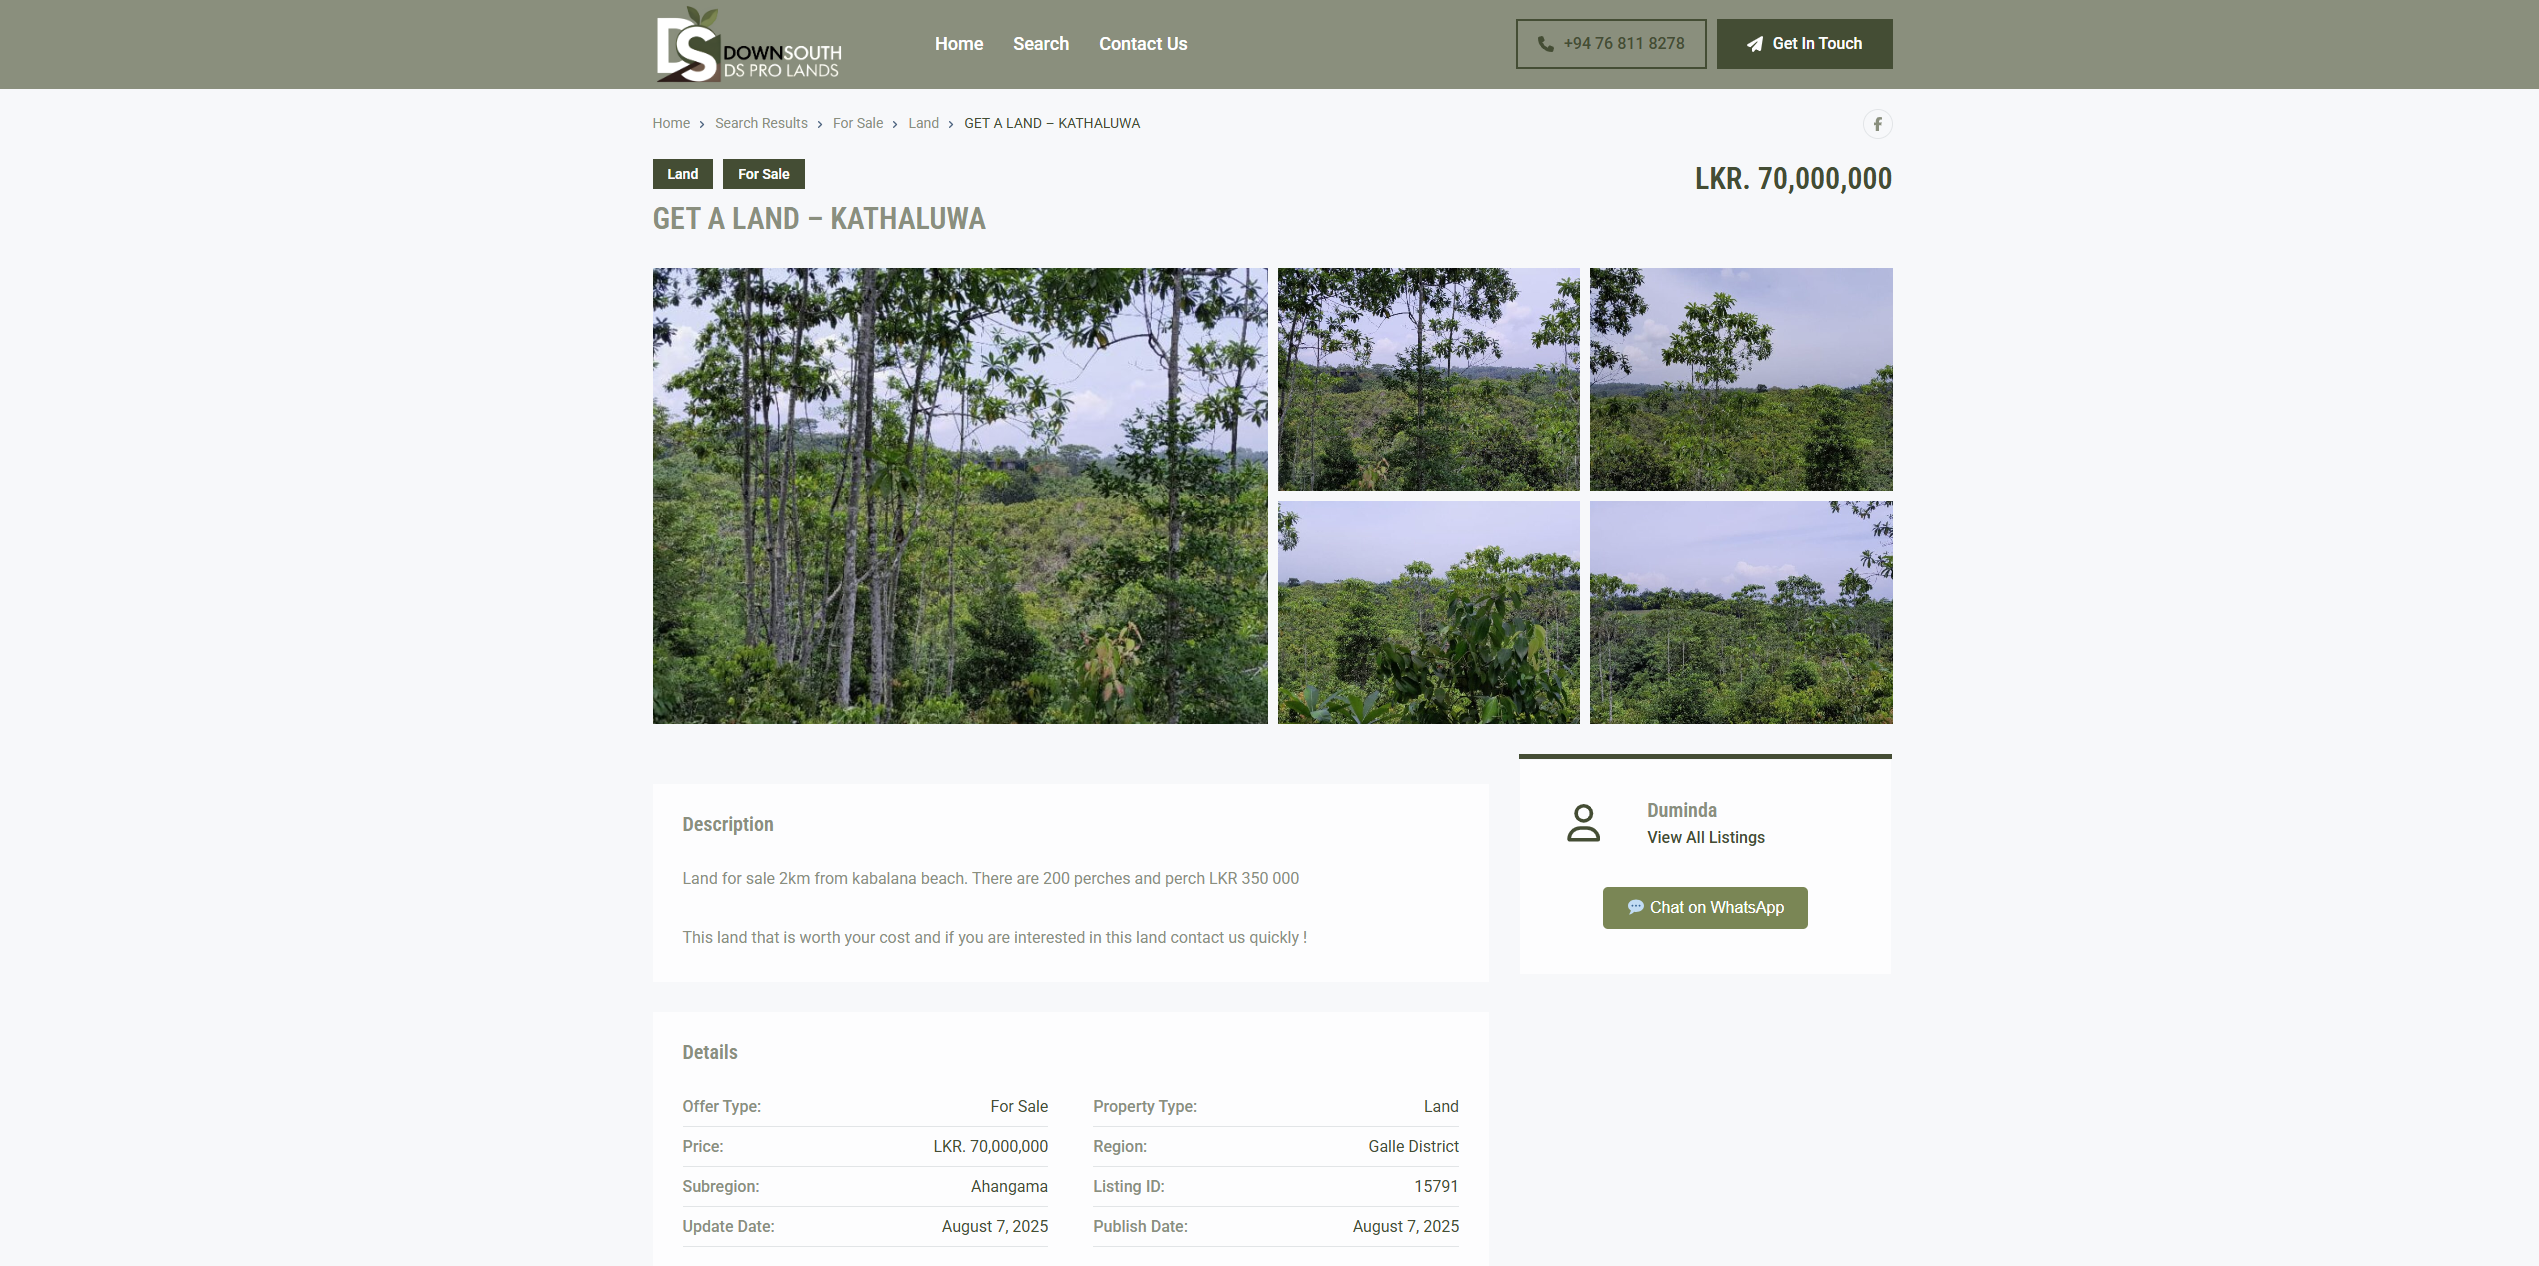 DS DOWNSOUTH
DS PRO LANDS
Home Search Contact Us
+94 76 811 8278
Get In Touch
Home › Search Results › For Sale › Land › GET A LAND – KATHALUWA
Land For Sale
LKR. 70,000,000
GET A LAND – KATHALUWA
Description
Land for sale 2km from kabalana beach. There are 200 perches and perch LKR 350 000
This land that is worth your cost and if you are interested in this land contact us quickly !
Duminda
View All Listings
Chat on WhatsApp
Details
Offer Type: For Sale
Property Type: Land
Price: LKR. 70,000,000
Region: Galle District
Subregion: Ahangama
Listing ID: 15791
Update Date: August 7, 2025
Publish Date: August 7, 2025